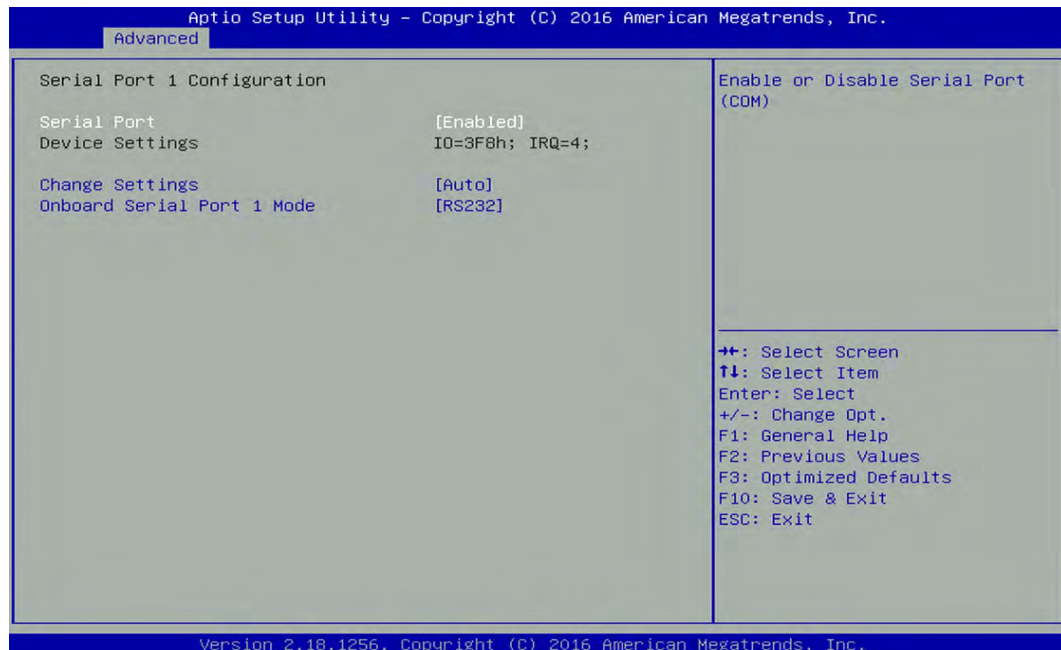 Aptio Setup Utility – Copyright (C) 2016 American Megatrends, Inc.
Advanced
Serial Port 1 Configuration
Serial Port [Enabled]
Device Settings IO=3F8h; IRQ=4;
Change Settings [Auto]
Onboard Serial Port 1 Mode [RS232]
Enable or Disable Serial Port
(COM)
→←: Select Screen
↑↓: Select Item
Enter: Select
+/-: Change Opt.
F1: General Help
F2: Previous Values
F3: Optimized Defaults
F10: Save & Exit
ESC: Exit
Version 2.18.1256. Copyright (C) 2016 American Megatrends, Inc.